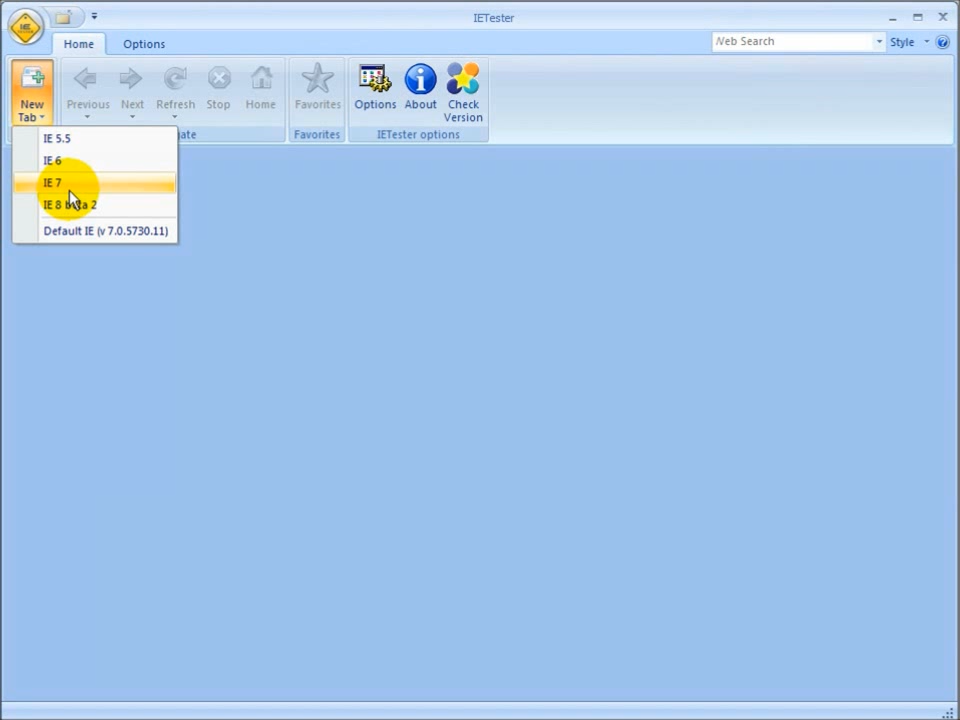 IETester
Home
Options
Web Search
Style
New
Tab
Previous
Next
Refresh
Stop
Home
Favorites
Options
About
Check
Version
Favorites
IETester options
IE 5.5
IE 6
IE 7
IE 8
2
Default IE (v 7.0.5730.11)